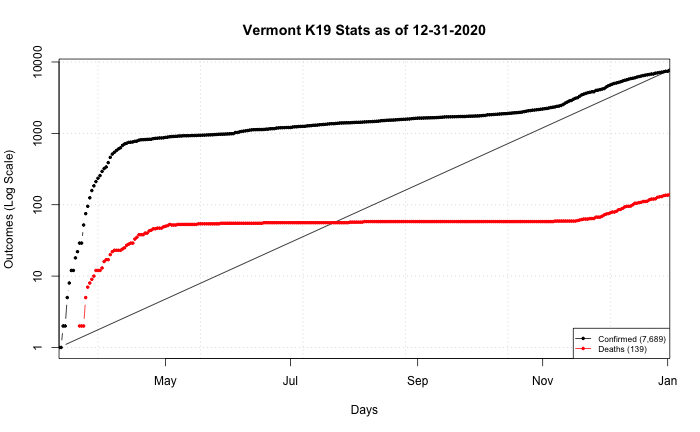 Vermont K19 Stats as of 12-31-2020
Outcomes (Log Scale)
10000
1000
100
10
1
Confirmed (7,689)
Deaths (139)
May
Jul
Sep
Nov
Jan
Days